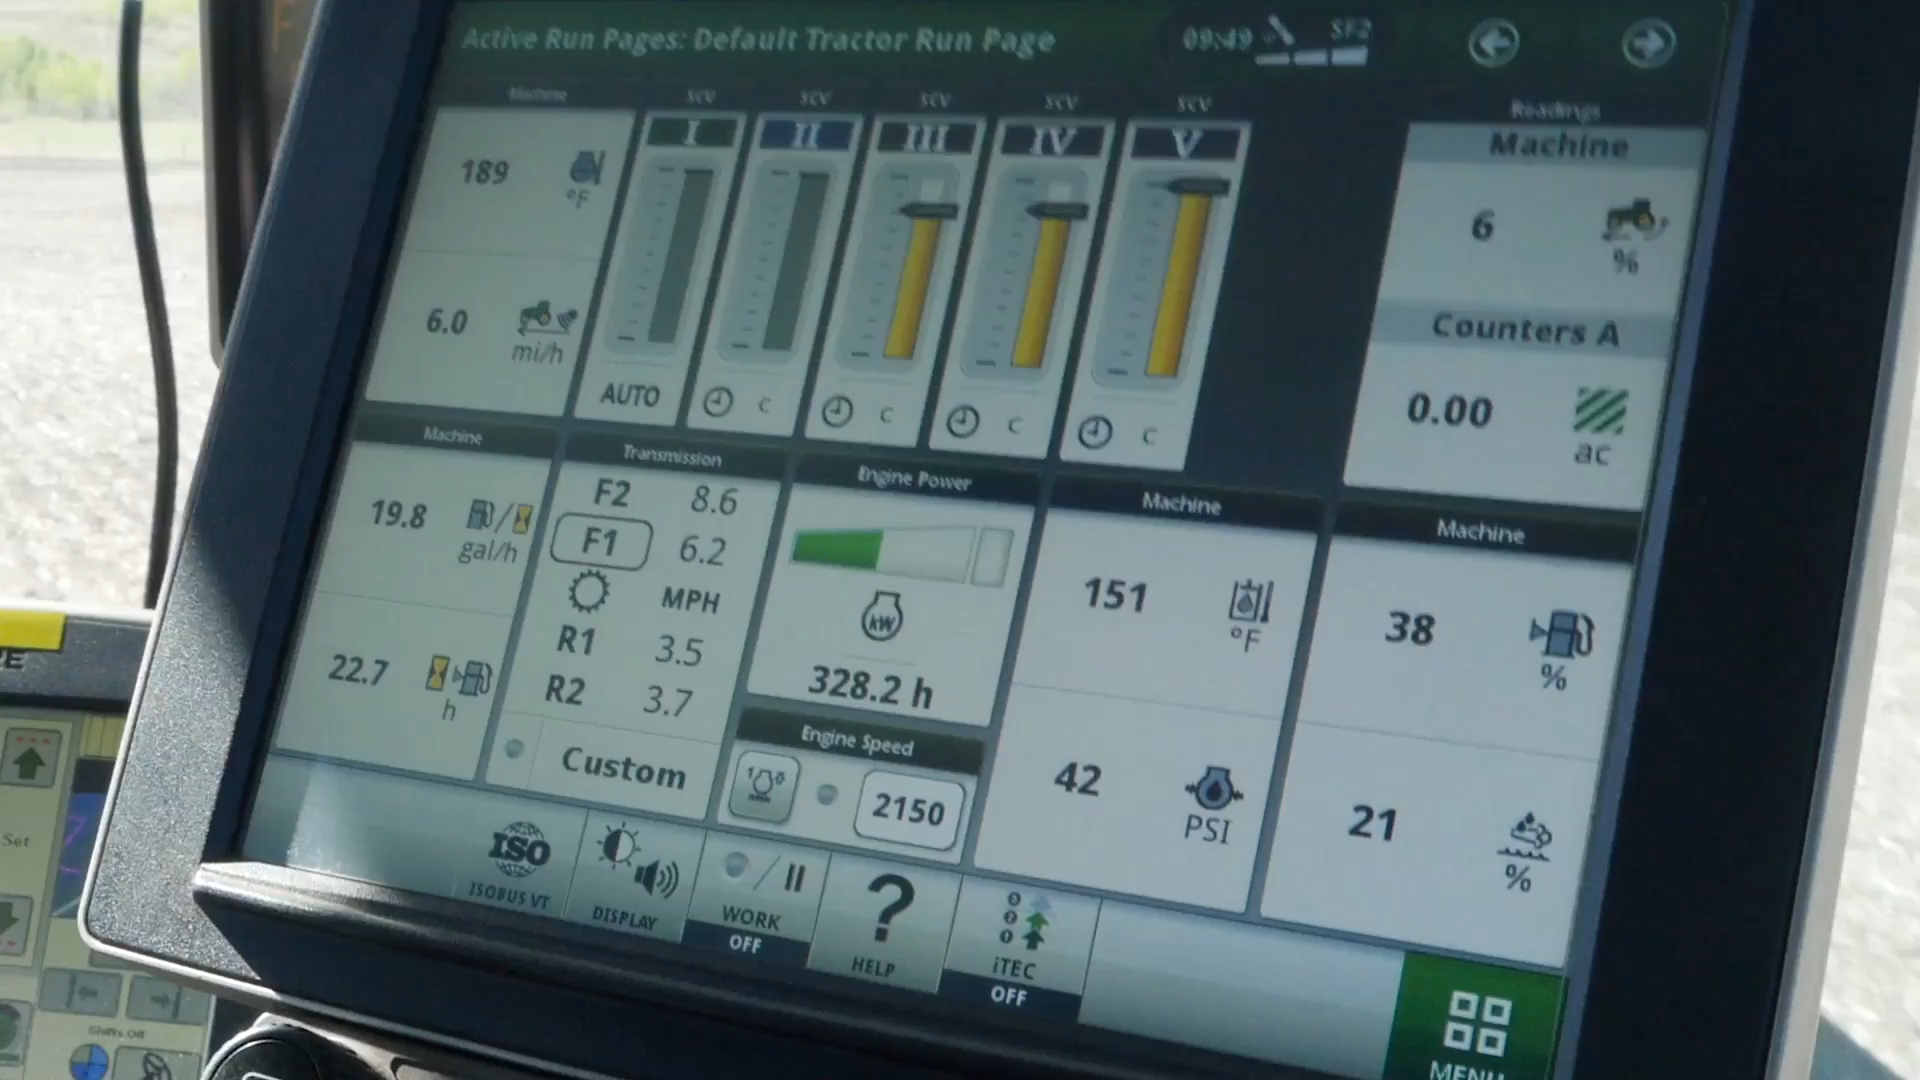 Active Run Pages: Default Tractor Run Page
09:49
SF2
Machine
SCV
SCV
SCV
SCV
SCV
Readings
I
II
III
IV
V
Machine
189
°F
6
%
6.0
mi/h
Counters A
AUTO
C
C
C
C
0.00
ac
Machine
Transmission
Engine Power
Machine
Machine
19.8
gal/h
F2 8.6
F1 6.2
MPH
R1 3.5
R2 3.7
22.7
h
Custom
kW
328.2 h
Engine Speed
2150
151
°F
42
PSI
38
%
21
%
ISO
ISOBUS VT
DISPLAY
WORK
OFF
?
HELP
iTEC
OFF
MENU
Set
Shifts Off